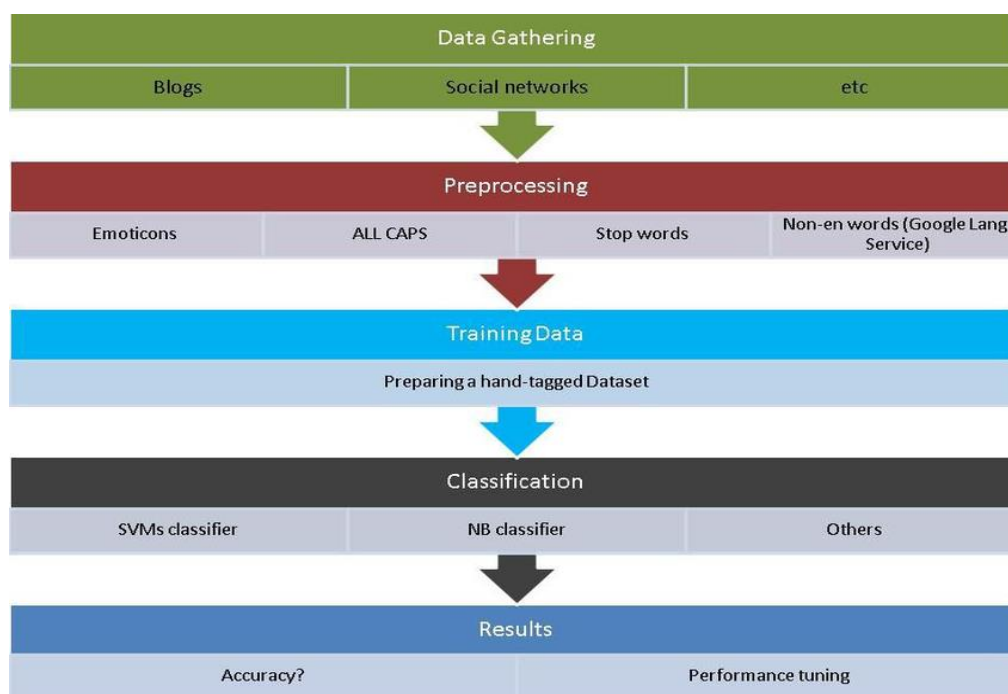 Data Gathering
Blogs
Social networks
etc
Preprocessing
Emoticons
ALL CAPS
Stop words
Non-en words (Google Lang
Service)
Training Data
Preparing a hand-tagged Dataset
Classification
SVMs classifier
NB classifier
Others
Results
Accuracy?
Performance tuning